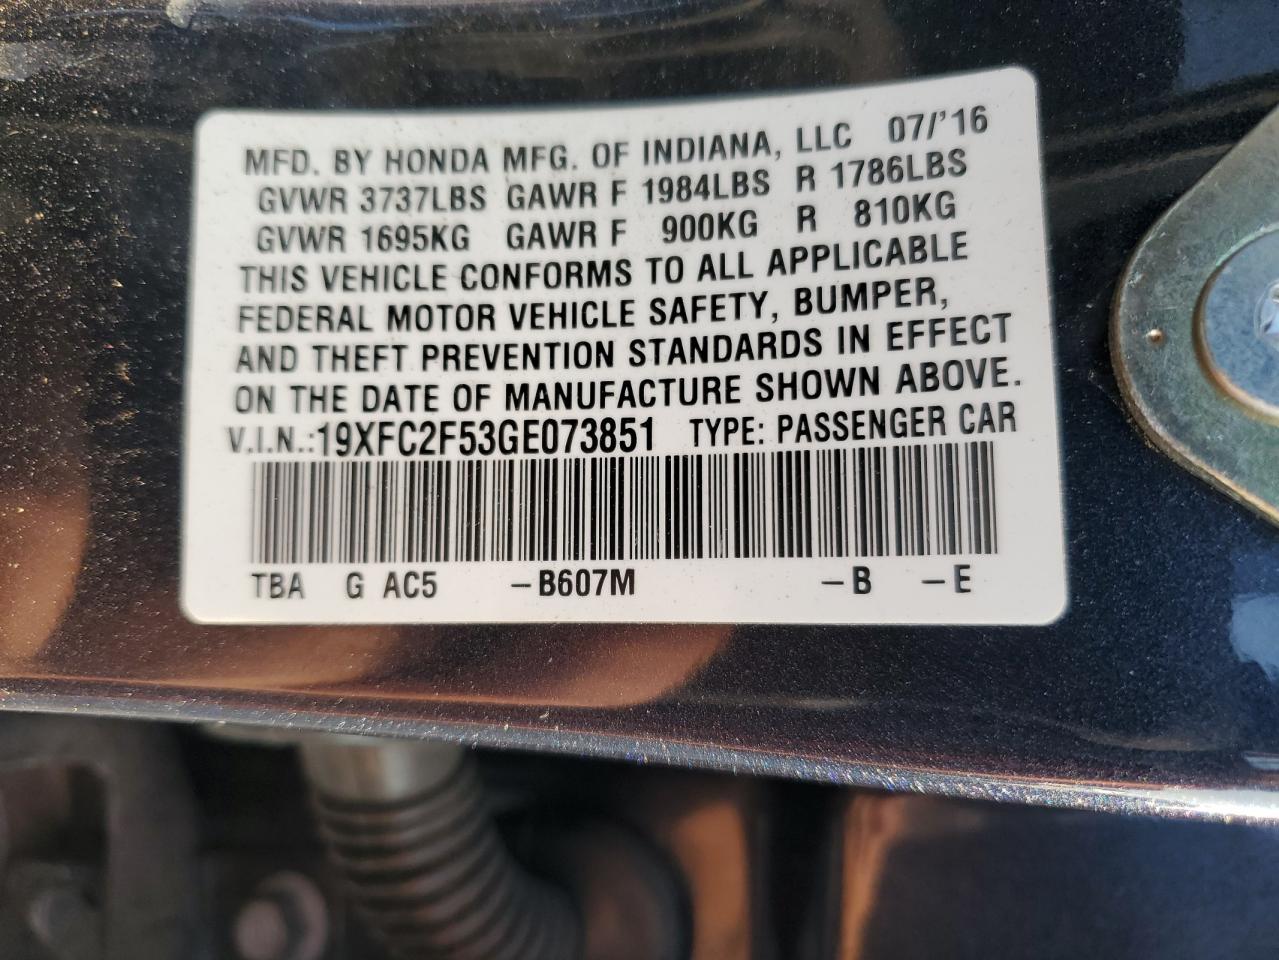 MFD. BY HONDA MFG. OF INDIANA, LLC 07/'16
GVWR 3737LBS GAWR F 1984LBS R 1786LBS
GVWR 1695KG GAWR F 900KG R 810KG
THIS VEHICLE CONFORMS TO ALL APPLICABLE
FEDERAL MOTOR VEHICLE SAFETY, BUMPER,
AND THEFT PREVENTION STANDARDS IN EFFECT
ON THE DATE OF MANUFACTURE SHOWN ABOVE.
V.I.N.:19XFC2F53GE073851 TYPE: PASSENGER CAR
TBA G AC5 -B607M -B -E